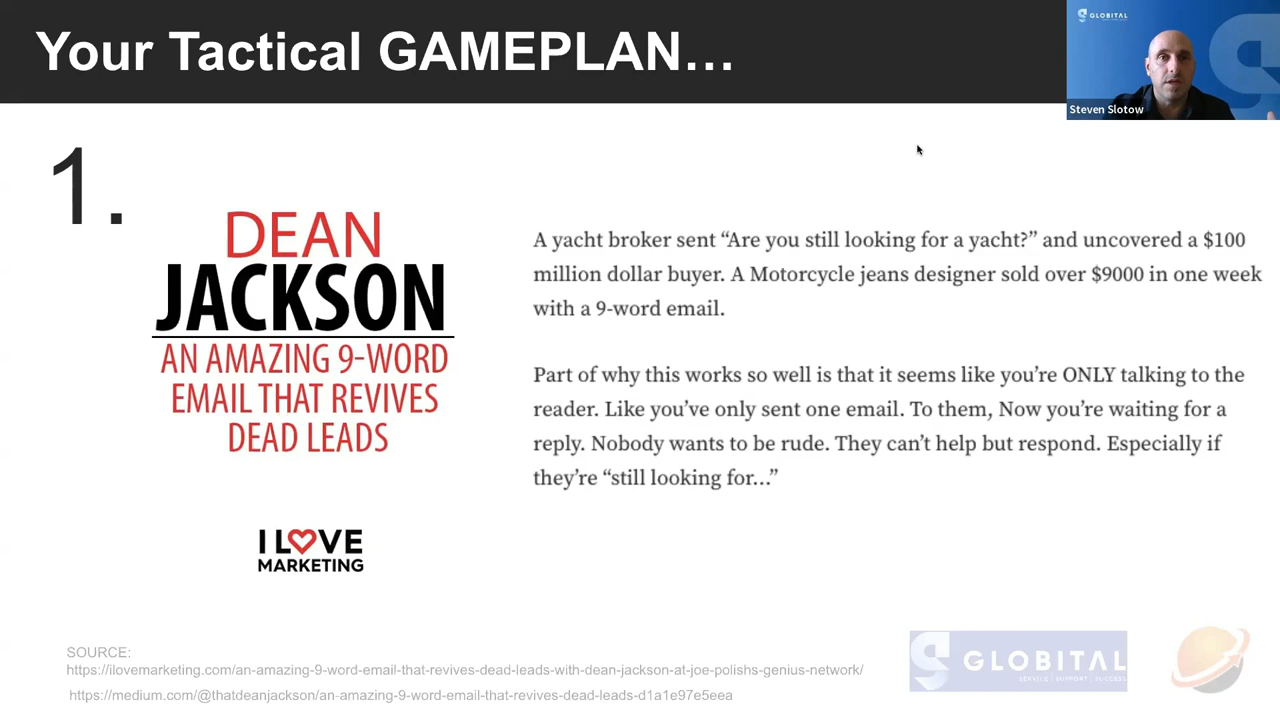 Your Tactical GAMEPLAN...
GLOBITAL
Steven Slotow
1.
DEAN
JACKSON
AN AMAZING 9-WORD
EMAIL THAT REVIVES
DEAD LEADS
I LOVE
MARKETING
A yacht broker sent “Are you still looking for a yacht?” and uncovered a $100
million dollar buyer. A Motorcycle jeans designer sold over $9000 in one week
with a 9-word email.
Part of why this works so well is that it seems like you’re ONLY talking to the
reader. Like you’ve only sent one email. To them, Now you’re waiting for a
reply. Nobody wants to be rude. They can’t help but respond. Especially if
they’re “still looking for...”
SOURCE:
https://ilovemarketing.com/an-amazing-9-word-email-that-revives-dead-leads-with-dean-jackson-at-joe-polishs-genius-network/
https://medium.com/@thatdeanjackson/an-amazing-9-word-email-that-revives-dead-leads-d1a1e97e5eea
GLOBITAL
SERVICE | SUPPORT | SUCCESS